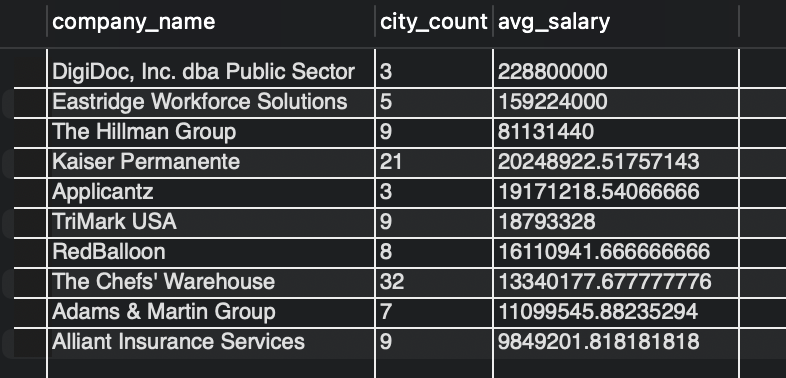 company_name city_count avg_salary
DigiDoc, Inc. dba Public Sector 3 228800000
Eastridge Workforce Solutions 5 159224000
The Hillman Group 9 81131440
Kaiser Permanente 21 20248922.51757143
Applicantz 3 19171218.54066666
TriMark USA 9 18793328
RedBalloon 8 16110941.666666666
The Chefs' Warehouse 32 13340177.677777776
Adams & Martin Group 7 11099545.88235294
Alliant Insurance Services 9 9849201.818181818